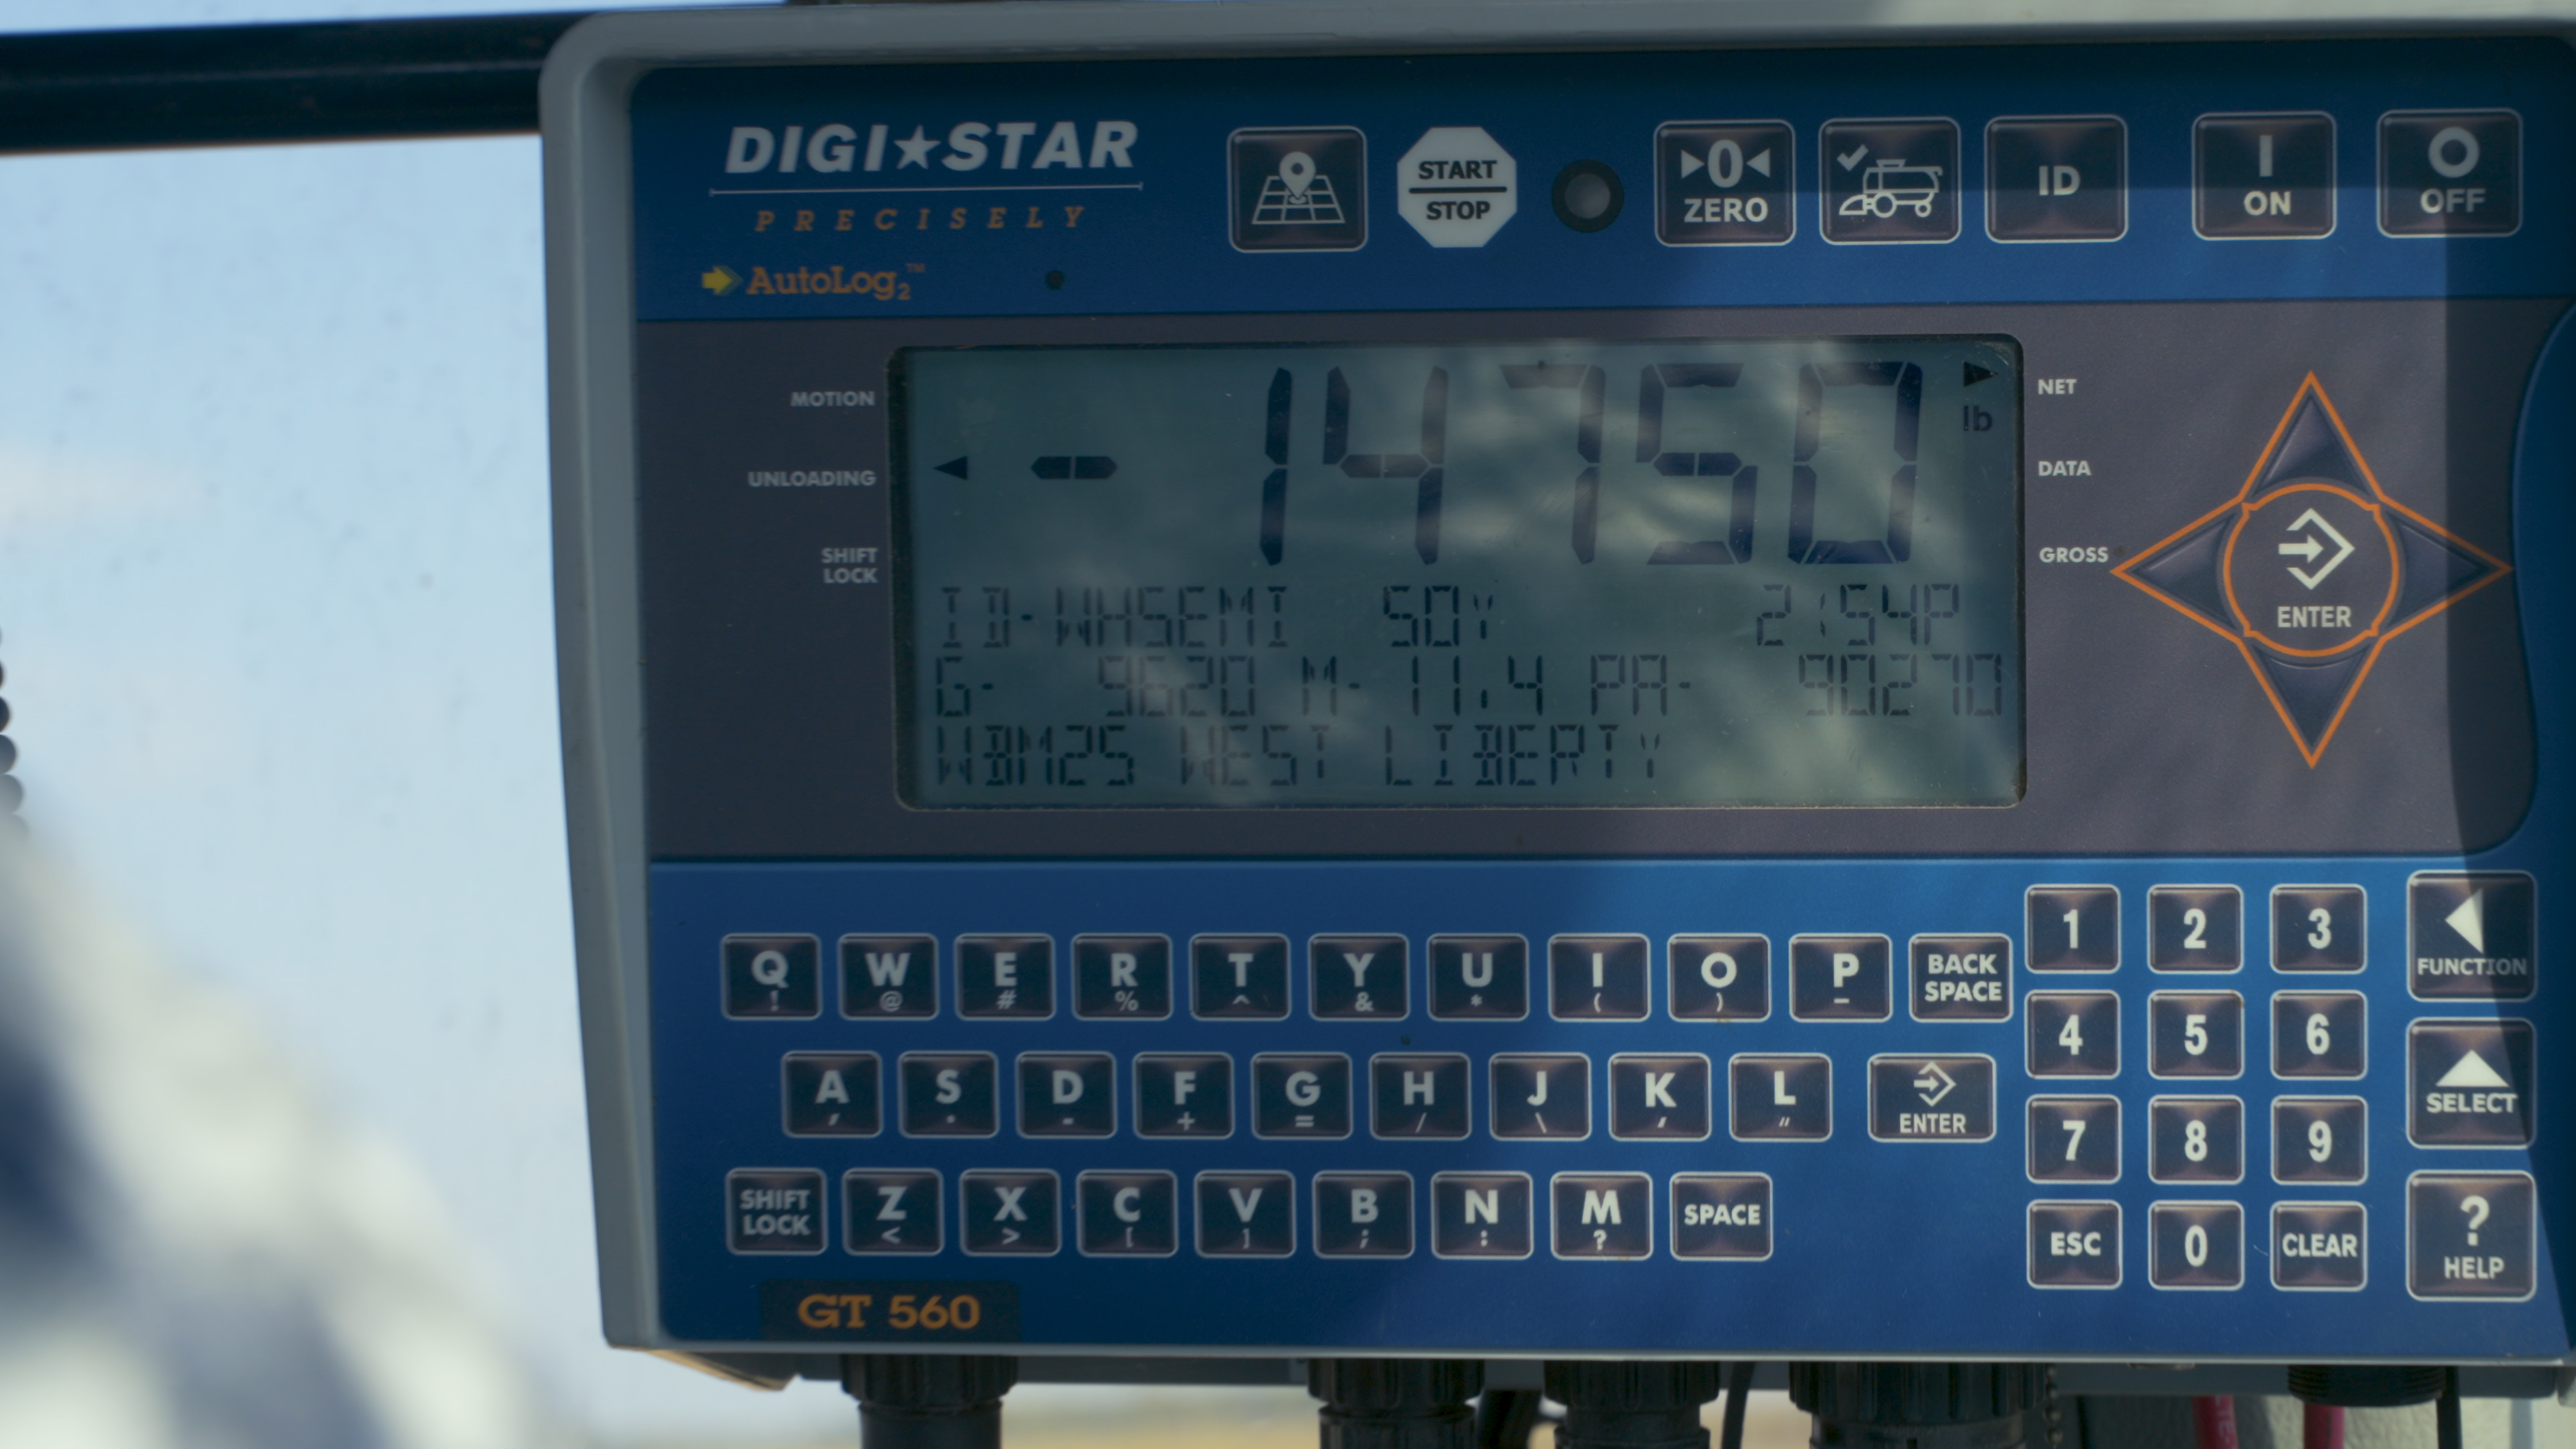 DIGI★STAR
PRECISELY
AutoLog2™
START
STOP
▶0◀
ZERO
ID
I
ON
O
OFF
MOTION
UNLOADING
SHIFT
LOCK
- 14750
lb
NET
DATA
GROSS
ID-WHSEMI SOY 2:54P
G- 9620 M-11.4 PA- 90270
WBM25 WEST LIBERTY
ENTER
Q W E R T Y U I O P BACK SPACE
! @ # % ^ & * ( ) –
A S D F G H J K L ENTER
, . - + = / \ ′ ″
SHIFT LOCK Z X C V B N M SPACE
< > [ ] ; : ?
1 2 3
4 5 6
7 8 9
ESC 0 CLEAR
FUNCTION
SELECT
?
HELP
GT 560